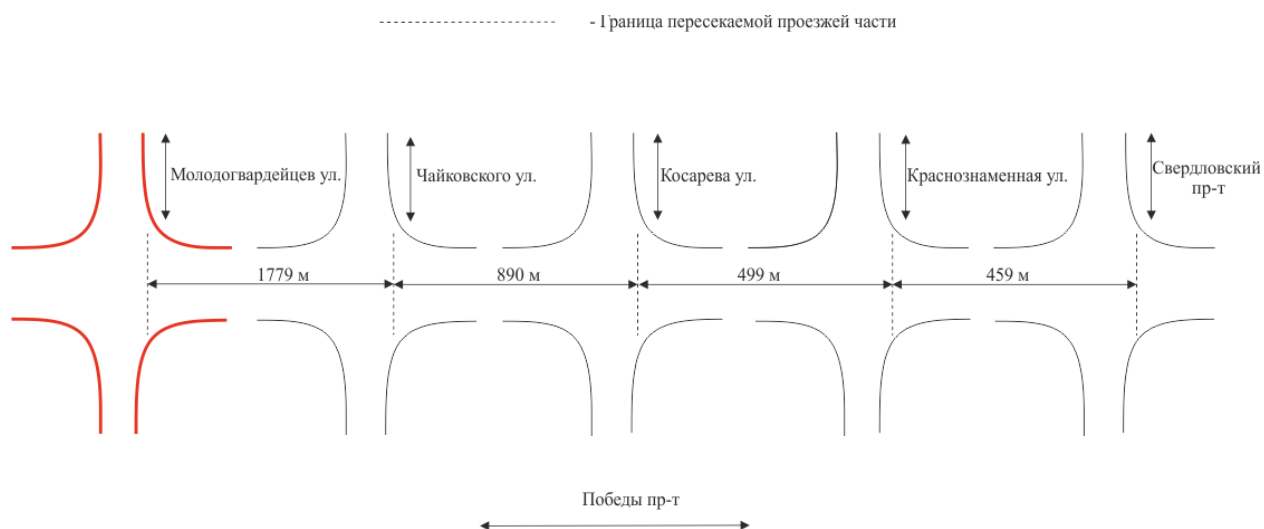 - Граница пересекаемой проезжей части
Молодогвардейцев ул.
Чайковского ул.
Косарева ул.
Краснознаменная ул.
Свердловский
пр-т
1779 м
890 м
499 м
459 м
Победы пр-т